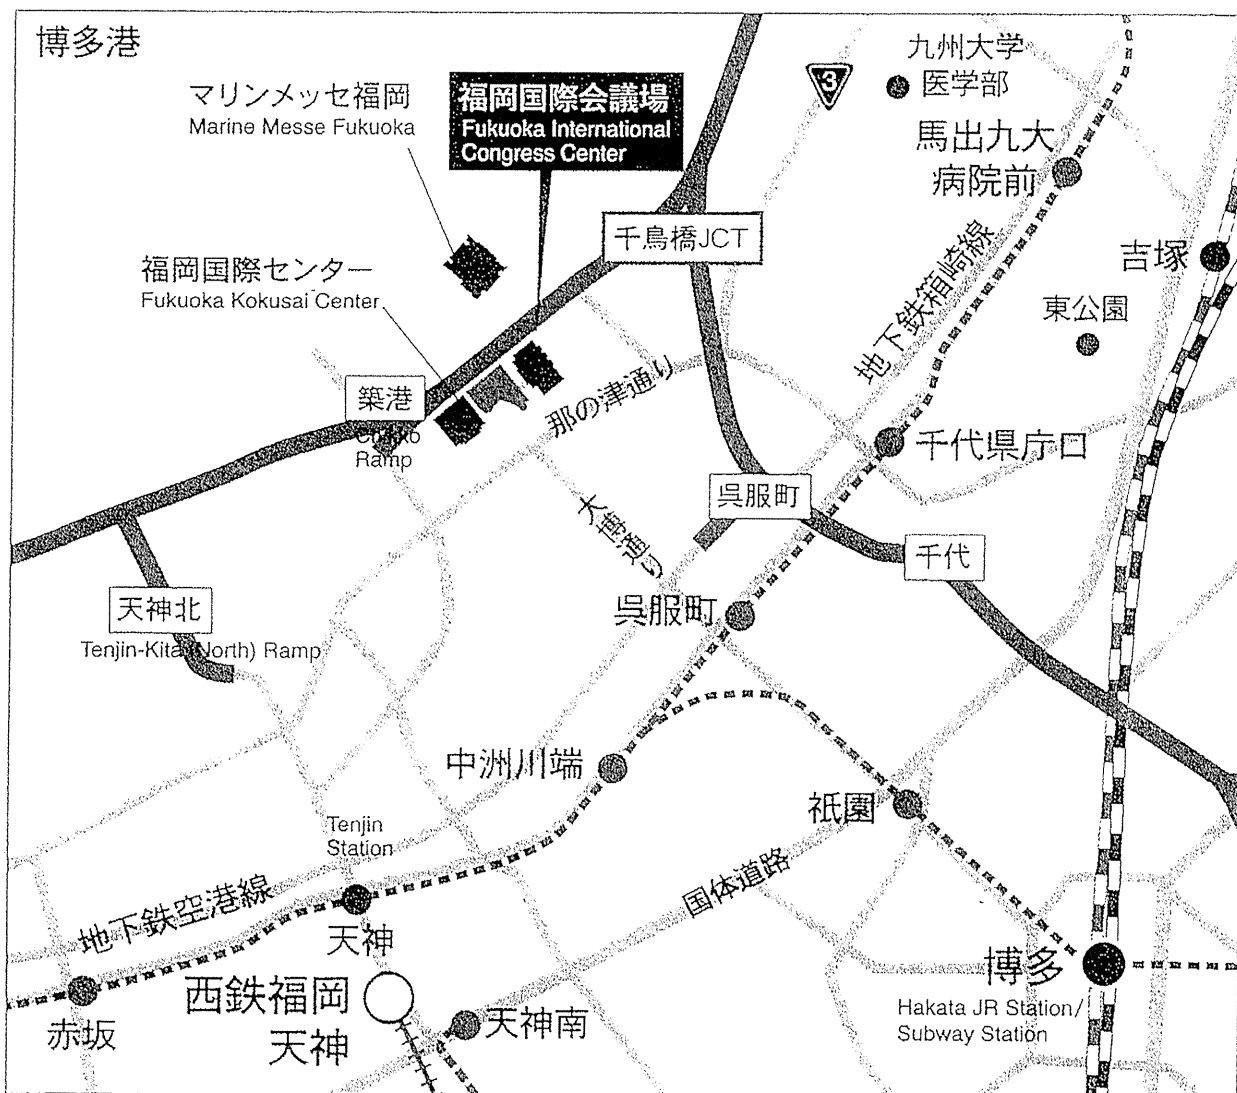 博多港
マリンメッセ福岡
Marine Messe Fukuoka
福岡国際会議場
Fukuoka International
Congress Center
3
九州大学
医学部
馬出九大
病院前
千鳥橋JCT
地下鉄箱崎線
吉塚
福岡国際センター
Fukuoka Kokusai Center
東公園
築港
Chikko
Ramp
那の津通り
千代県庁口
大博通り
呉服町
千代
天神北
Tenjin-Kita (North) Ramp
呉服町
中洲川端
祇園
Tenjin
Station
国体道路
地下鉄空港線
天神
赤坂
西鉄福岡
天神
天神南
博多
Hakata JR Station/
Subway Station